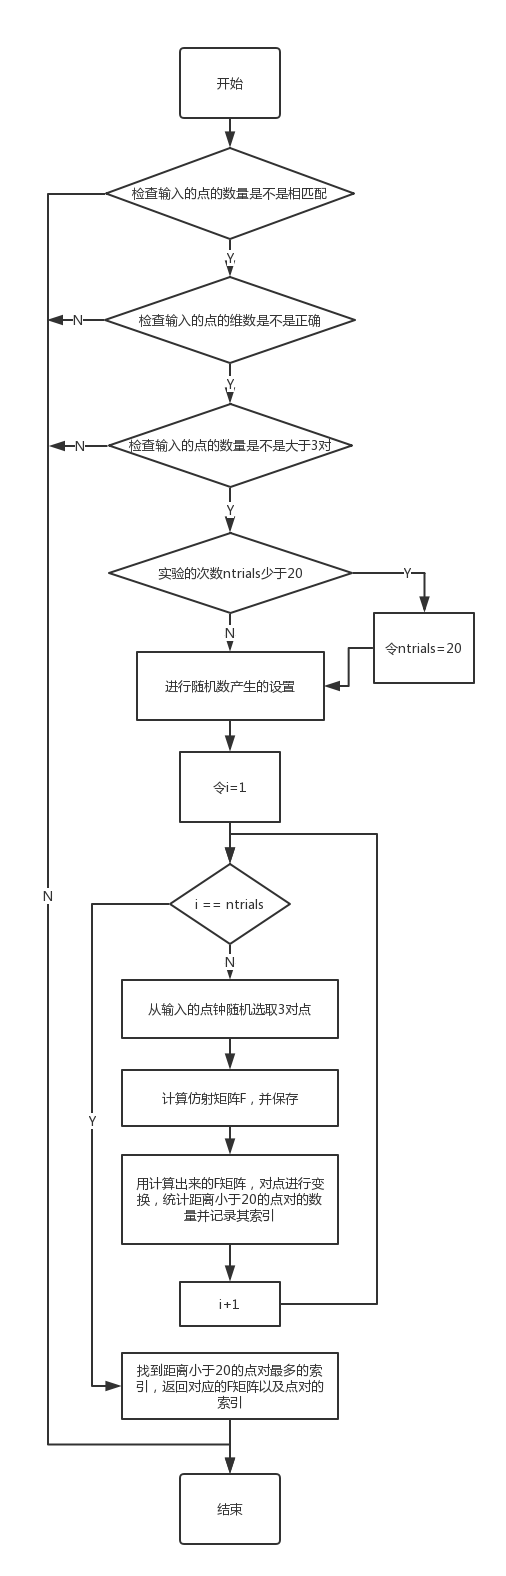 开始
检查输入的点的数量是不是相匹配
Y
检查输入的点的维数是不是正确
N
Y
检查输入的点的数量是不是大于3对
N
Y
实验的次数ntrials少于20
Y
N
令ntrials=20
进行随机数产生的设置
令i=1
N
i == ntrials
N
从输入的点钟随机选取3对点
计算仿射矩阵F，并保存
Y
用计算出来的F矩阵，对点进行变
换，统计距离小于20的点对的数
量并记录其索引
i+1
找到距离小于20的点对最多的索
引，返回对应的F矩阵以及点对的
索引
结束